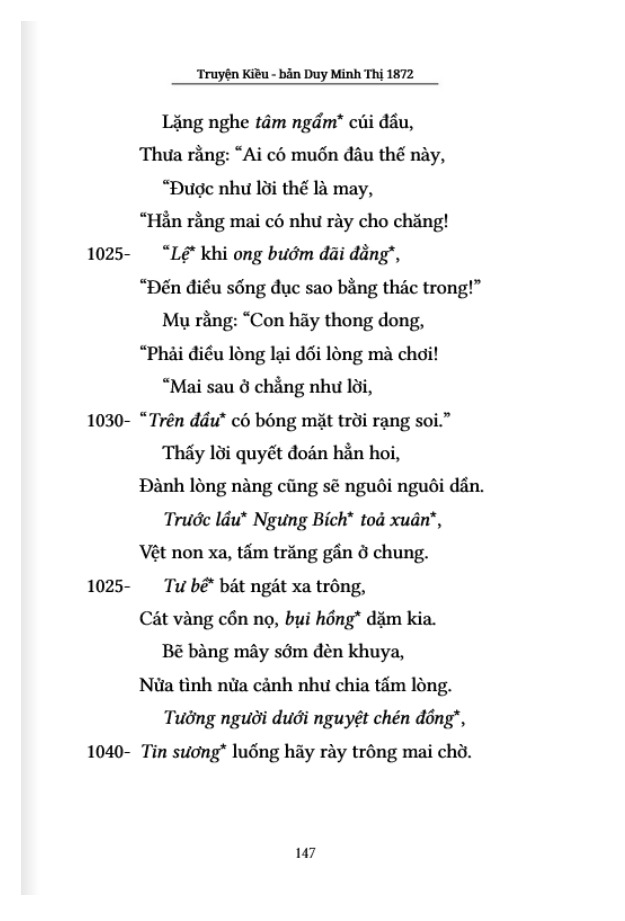 Truyện Kiều - bản Duy Minh Thị 1872
Lặng nghe tâm ngẩm* cúi đầu,
Thưa rằng: “Ai có muốn đâu thế này,
“Được như lời thế là may,
“Hẳn rằng mai có như rày cho chăng!
1025- “Lệ* khi ong bướm đãi đằng*,
“Đến điều sống đục sao bằng thác trong!”
Mụ rằng: “Con hãy thong dong,
“Phải điều lòng lại dối lòng mà chơi!
“Mai sau ở chẳng như lời,
1030- “Trên đầu* có bóng mặt trời rạng soi.”
Thấy lời quyết đoán hẳn hoi,
Đành lòng nàng cũng sẽ nguôi nguôi dần.
Trước lầu* Ngưng Bích* toả xuân*,
Vệt non xa, tấm trăng gần ở chung.
1025- Tư bề* bát ngát xa trông,
Cát vàng cồn nọ, bụi hồng* dặm kia.
Bẽ bàng mây sớm đèn khuya,
Nửa tình nửa cảnh như chia tấm lòng.
Tưởng người dưới nguyệt chén đồng*,
1040- Tin sương* luống hãy rày trông mai chờ.
147